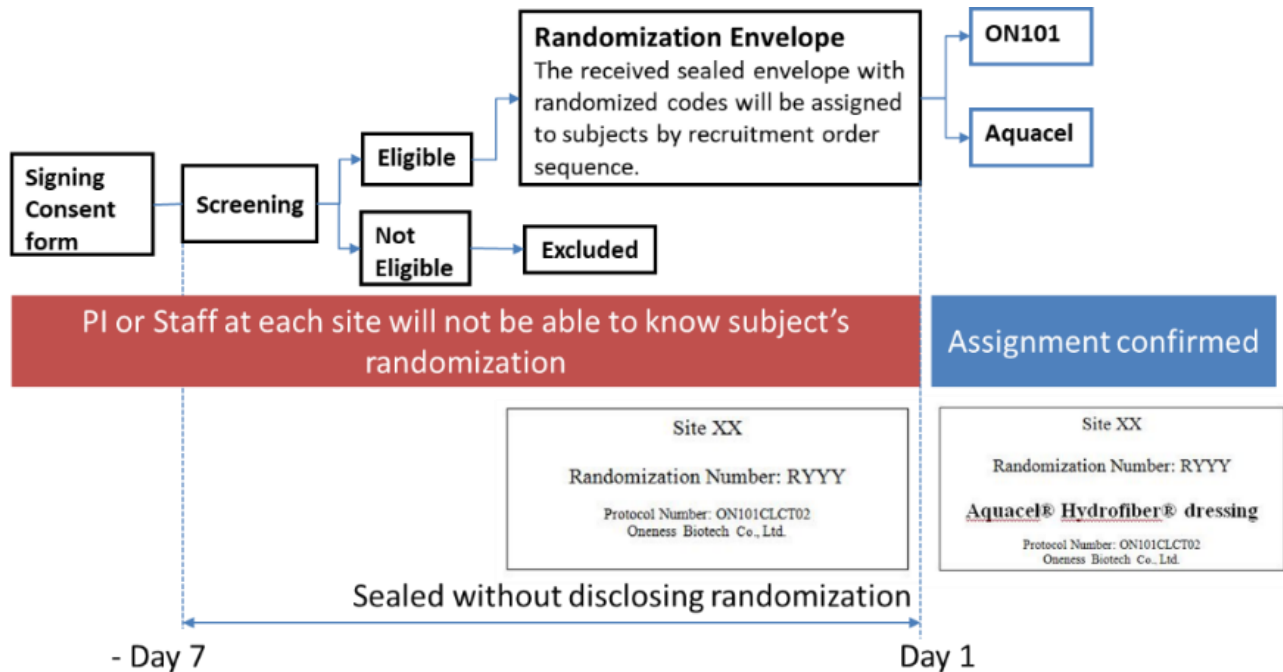 Signing
Consent
form
Screening
Eligible
Not
Eligible
Excluded
Randomization Envelope
The received sealed envelope with
randomized codes will be assigned
to subjects by recruitment order
sequence.
ON101
Aquacel
PI or Staff at each site will not be able to know subject's
randomization
Assignment confirmed
Site XX
Randomization Number: RYYY
Protocol Number: ON101CLCT02
Oneness Biotech Co., Ltd.
Site XX
Randomization Number: RYYY
Aquacel® Hydrofiber® dressing
Protocol Number: ON101CLCT02
Oneness Biotech Co., Ltd.
Sealed without disclosing randomization
- Day 7
Day 1